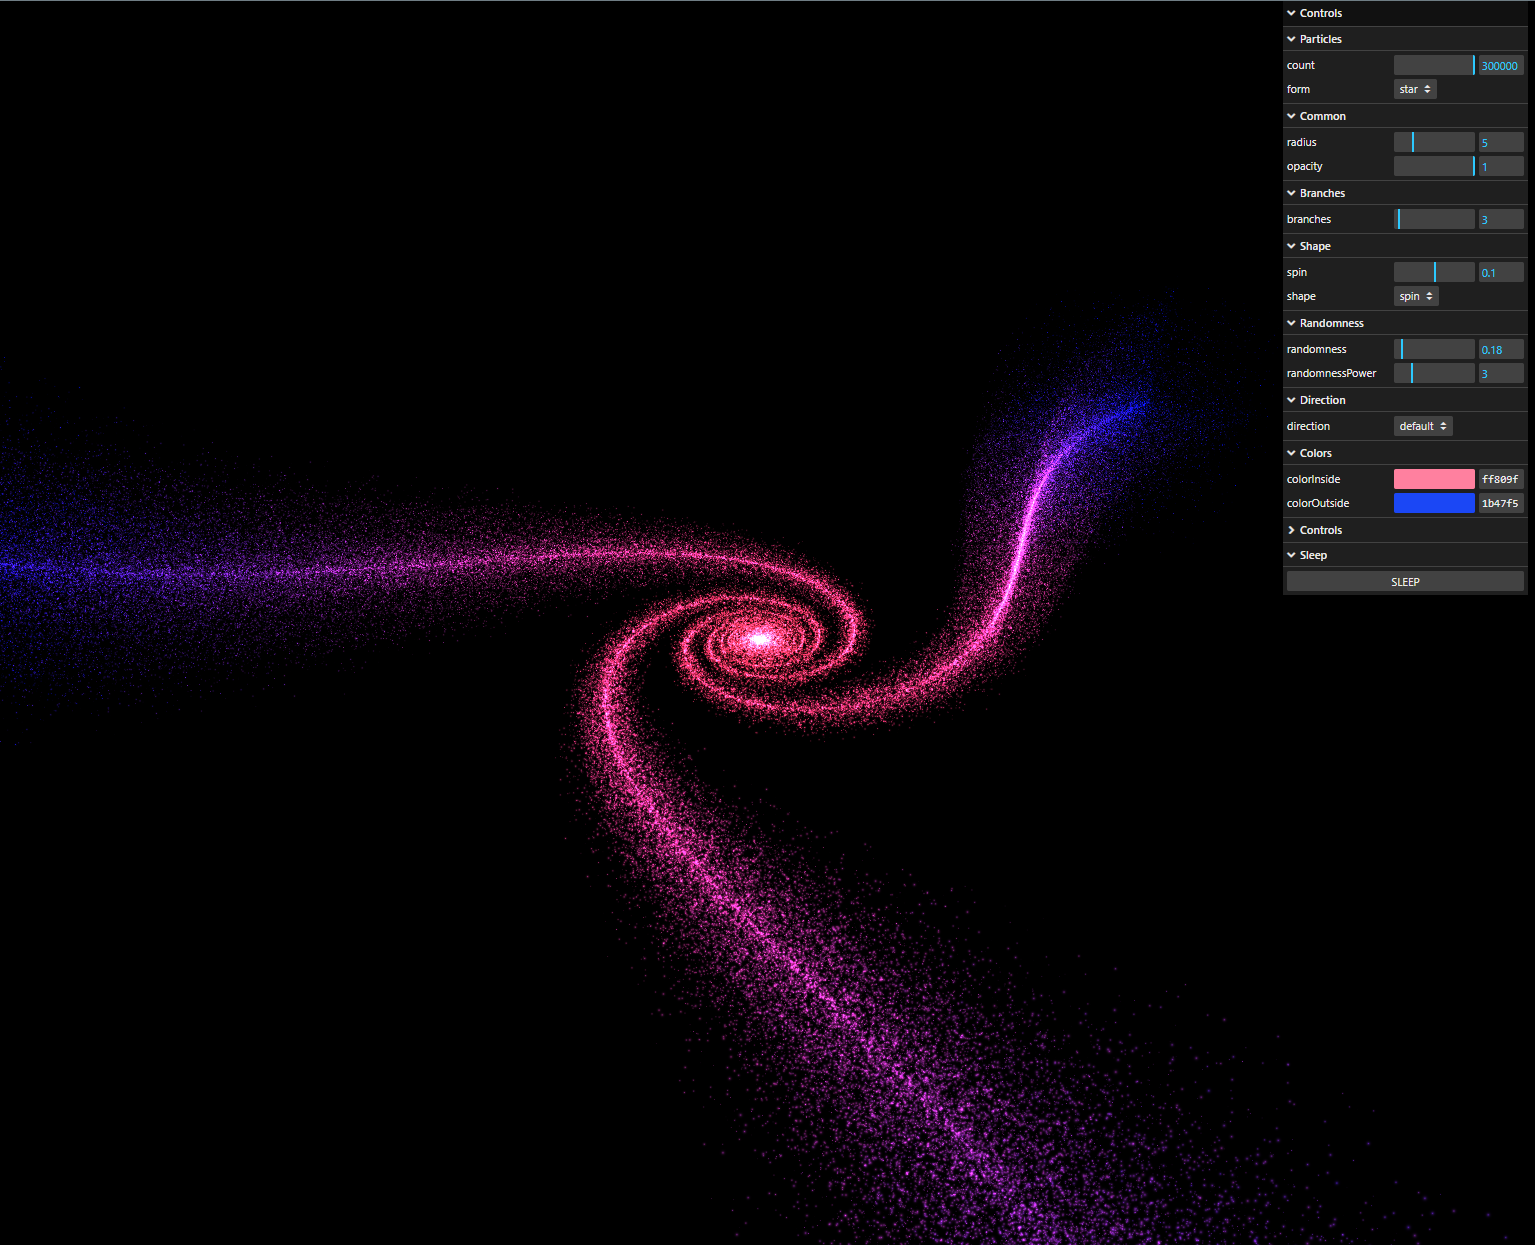 Controls
Particles
count 300000
form star
Common
radius 5
opacity 1
Branches
branches 3
Shape
spin 0.1
shape spin
Randomness
randomness 0.18
randomnessPower 3
Direction
direction default
Colors
colorInside ff809f
colorOutside 1b47f5
Controls
Sleep
SLEEP